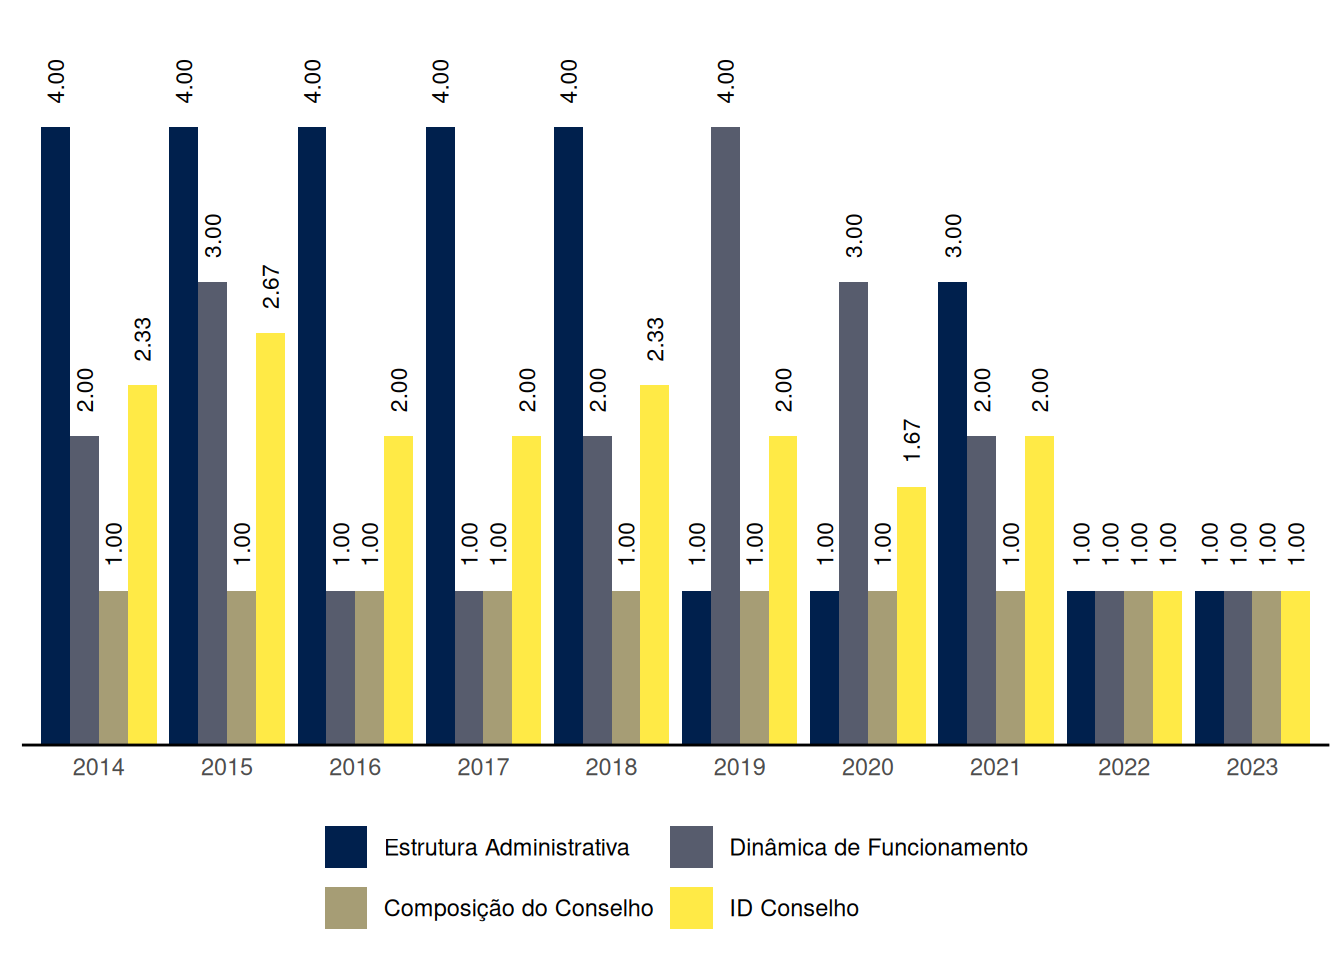 4.00 2.00 1.00 2.33
4.00 3.00 1.00 2.67
4.00 1.00 1.00 2.00
4.00 1.00 1.00 2.00
4.00 2.00 1.00 2.33
1.00 4.00 1.00 2.00
1.00 3.00 1.00 1.67
3.00 2.00 1.00 2.00
1.00 1.00 1.00 1.00
1.00 1.00 1.00 1.00
2014 2015 2016 2017 2018 2019 2020 2021 2022 2023
Estrutura Administrativa Dinâmica de Funcionamento
Composição do Conselho ID Conselho